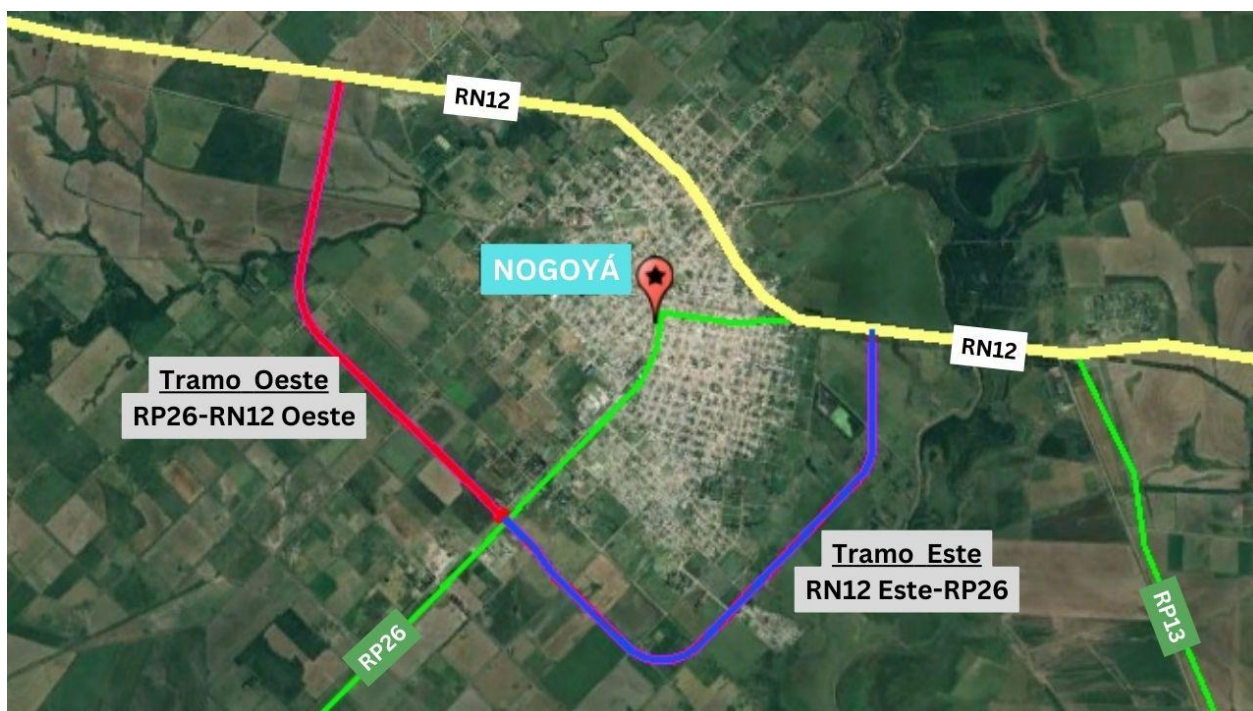 RN12
NOGOYÁ
RN12
Tramo Oeste
RP26-RN12 Oeste
Tramo Este
RN12 Este-RP26
RP26
RP13